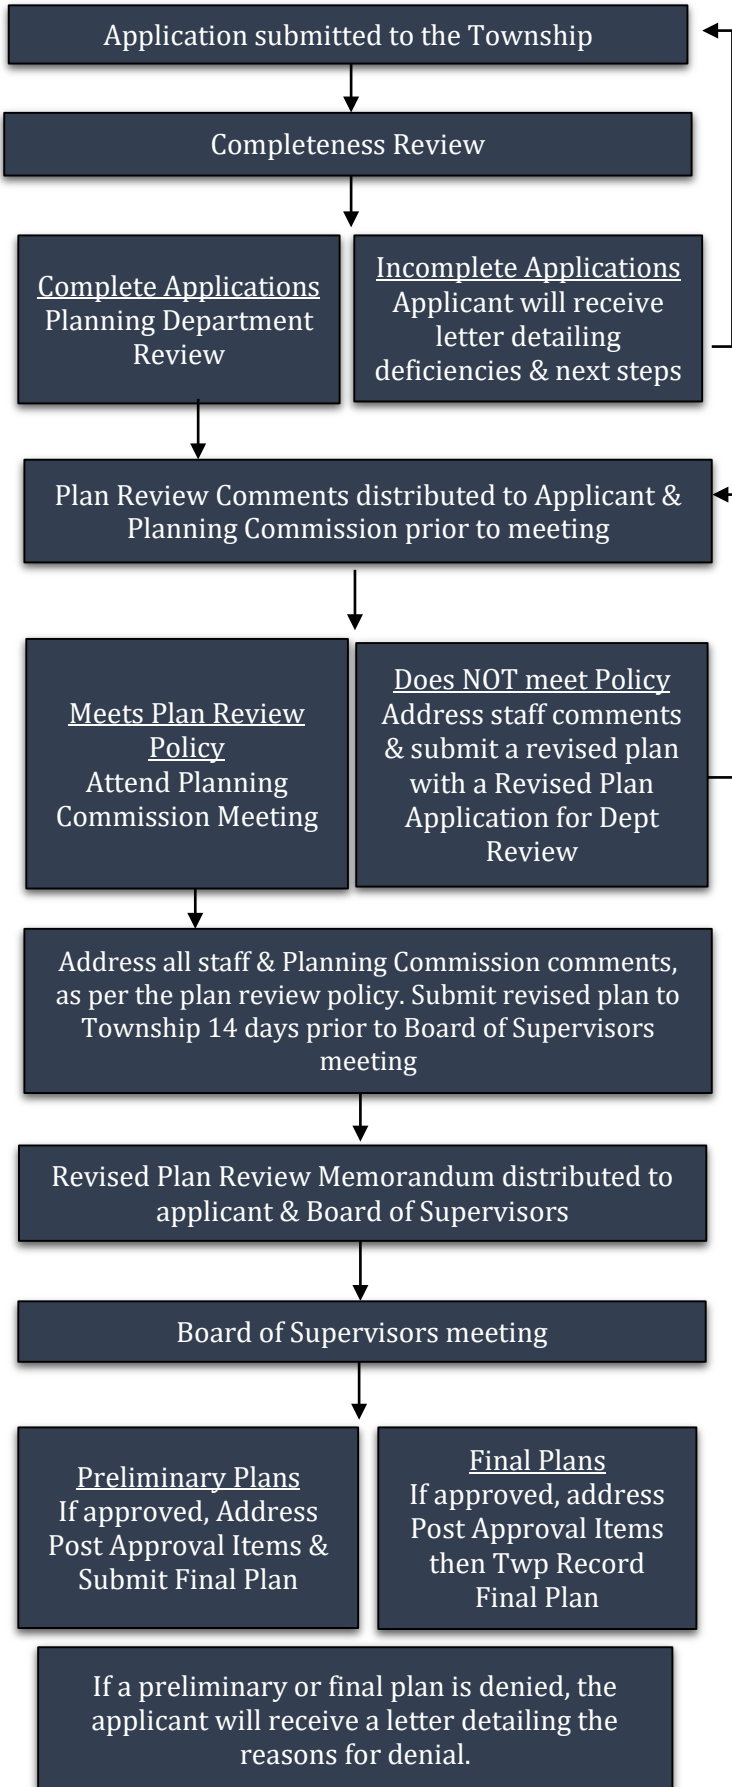 Application submitted to the Township
Completeness Review
Complete Applications
Planning Department
Review
Incomplete Applications
Applicant will receive
letter detailing
deficiencies & next steps
Plan Review Comments distributed to Applicant &
Planning Commission prior to meeting
Meets Plan Review
Policy
Attend Planning
Commission Meeting
Does NOT meet Policy
Address staff comments
& submit a revised plan
with a Revised Plan
Application for Dept
Review
Address all staff & Planning Commission comments,
as per the plan review policy. Submit revised plan to
Township 14 days prior to Board of Supervisors
meeting
Revised Plan Review Memorandum distributed to
applicant & Board of Supervisors
Board of Supervisors meeting
Preliminary Plans
If approved, Address
Post Approval Items &
Submit Final Plan
Final Plans
If approved, address
Post Approval Items
then Twp Record
Final Plan
If a preliminary or final plan is denied, the
applicant will receive a letter detailing the
reasons for denial.